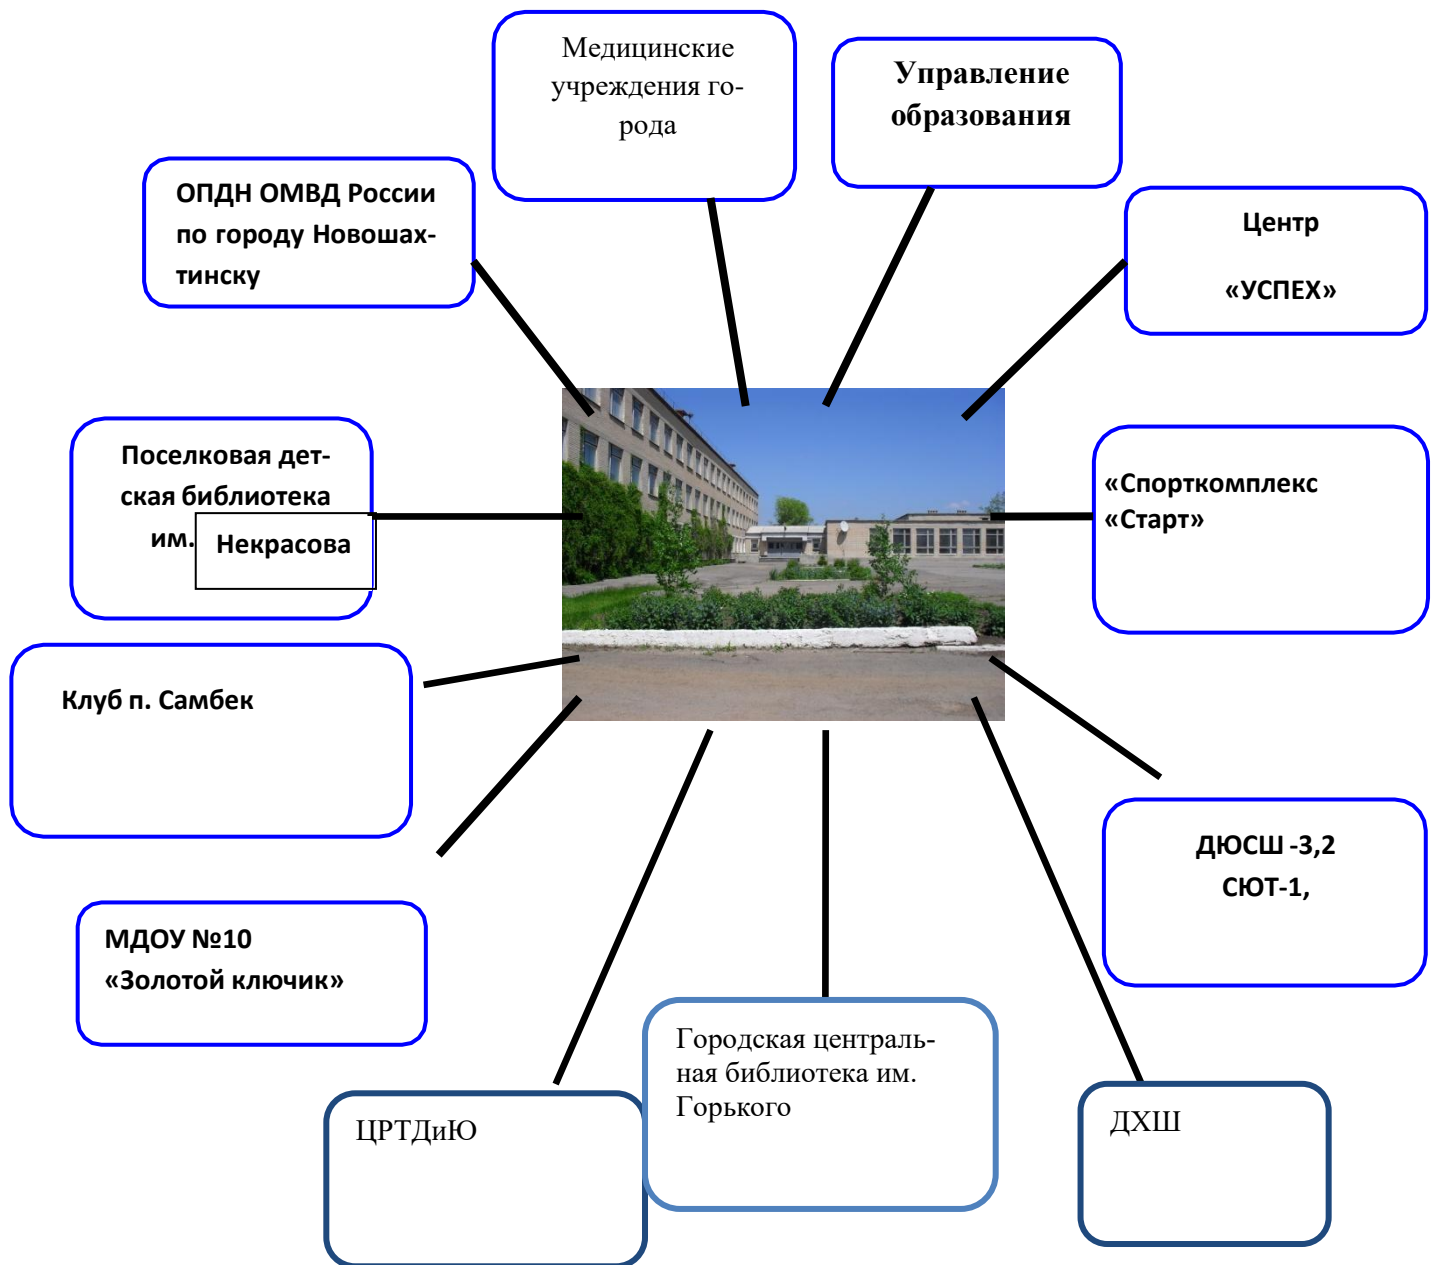 Медицинские
учреждения го-
рода
Управление
образования
ОПДН ОМВД России
по городу Новошах-
тинску
Центр
«УСПЕХ»
Поселковая дет-
ская библиотека
им. Некрасова
«Спорткомплекс
«Старт»
Клуб п. Самбек
ДЮСШ -3,2
СЮТ-1,
МДОУ №10
«Золотой ключик»
Городская централь-
ная библиотека им.
Горького
ЦРТДиЮ
ДХШ